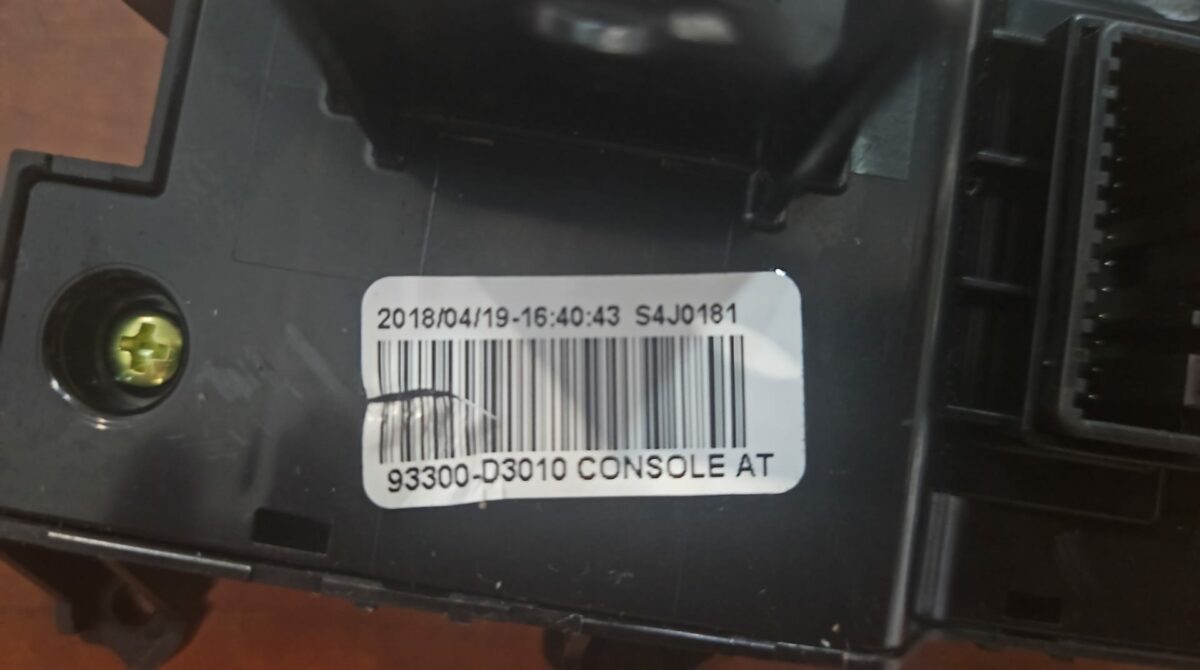 2018/04/19-16:40:43 S4J0181
93300-D3010 CONSOLE AT